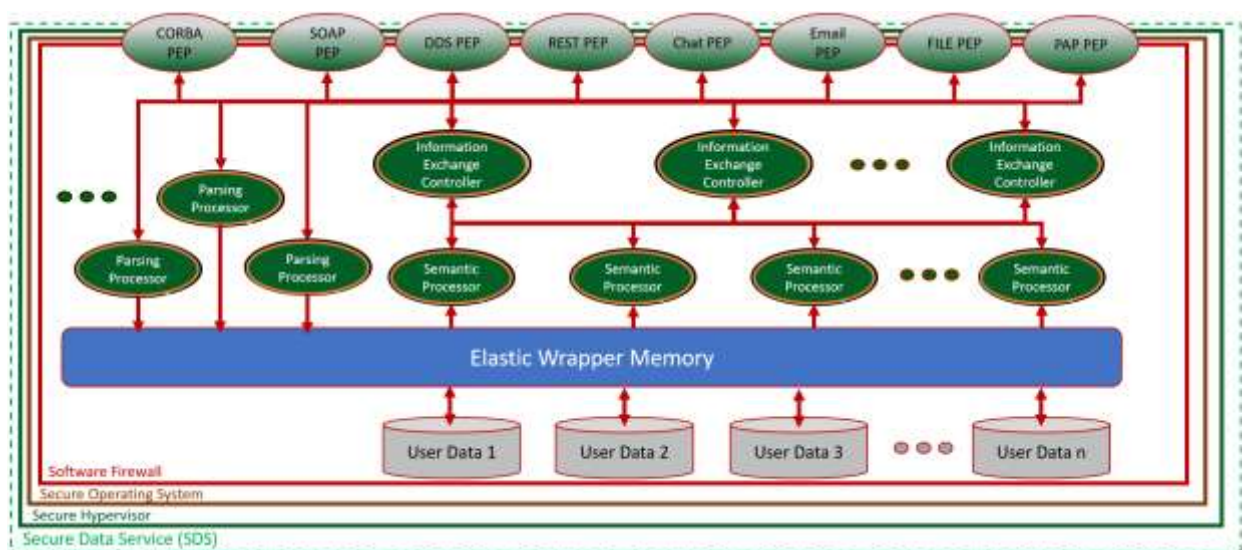 CORBA
PEP
SOAP
PEP
DDS PEP
REST PEP
Chat PEP
Email
PEP
FILE PEP
PAP PEP
Information
Exchange
Controller
Information
Exchange
Controller
Information
Exchange
Controller
Parsing
Processor
Parsing
Processor
Parsing
Processor
Semantic
Processor
Semantic
Processor
Semantic
Processor
Semantic
Processor
Elastic Wrapper Memory
User Data 1
User Data 2
User Data 3
User Data n
Software Firewall
Secure Operating System
Secure Hypervisor
Secure Data Service (SDS)